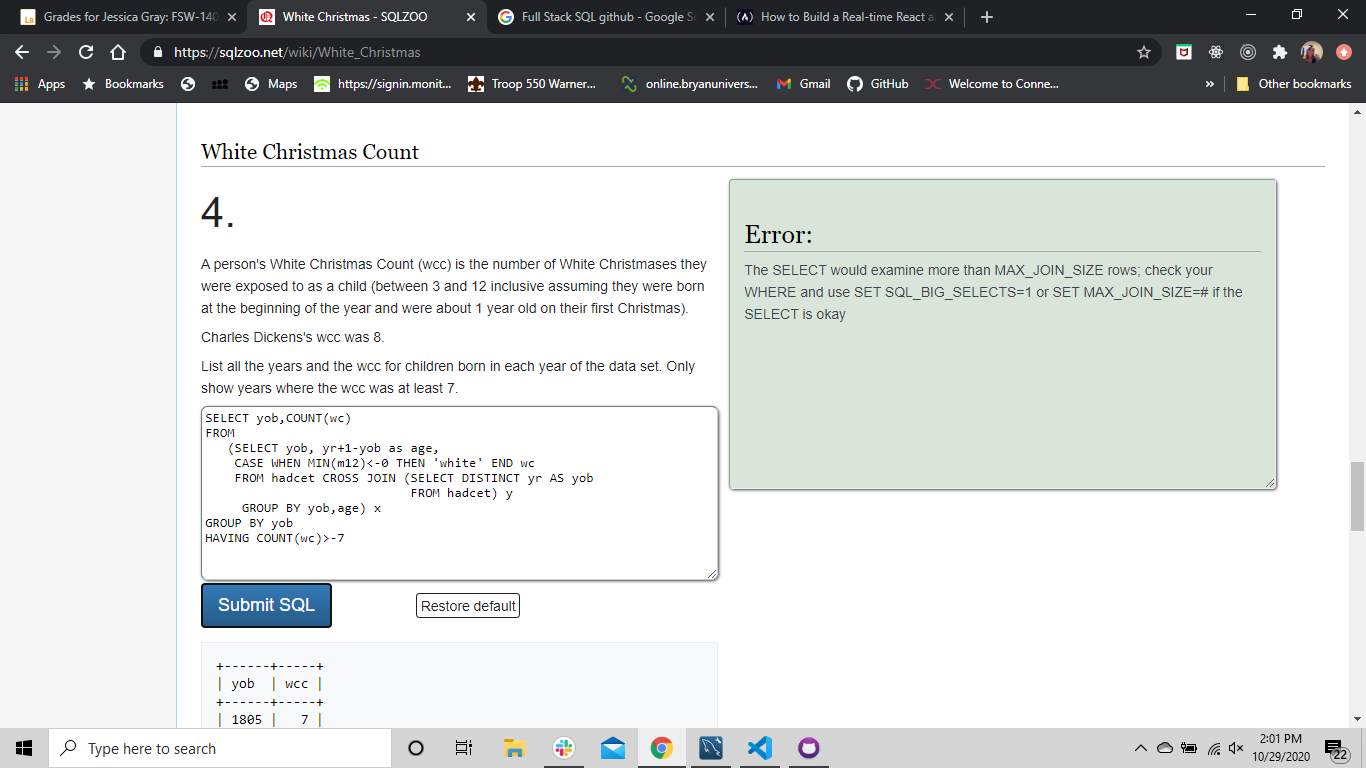 Grades for Jessica Gray: FSW-140
White Christmas - SQLZOO
Full Stack SQL github - Google Se
How to Build a Real-time React a
https://sqlzoo.net/wiki/White_Christmas
Apps
Bookmarks
Maps
https://signin.monit...
Troop 550 Warner...
online.bryanunivers...
Gmail
GitHub
Welcome to Conne...
»
Other bookmarks
White Christmas Count
4.
A person's White Christmas Count (wcc) is the number of White Christmases they
were exposed to as a child (between 3 and 12 inclusive assuming they were born
at the beginning of the year and were about 1 year old on their first Christmas).
Charles Dickens's wcc was 8.
List all the years and the wcc for children born in each year of the data set. Only
show years where the wcc was at least 7.
SELECT yob,COUNT(wc)
FROM
(SELECT yob, yr+1-yob as age,
CASE WHEN MIN(m12)<-0 THEN 'white' END wc
FROM hadcet CROSS JOIN (SELECT DISTINCT yr AS yob
FROM hadcet) y
GROUP BY yob,age) x
GROUP BY yob
HAVING COUNT(wc)>-7
Submit SQL
Restore default
+------+-----+
| yob | wcc |
+------+-----+
| 1805 | 7 |
Error:
The SELECT would examine more than MAX_JOIN_SIZE rows; check your
WHERE and use SET SQL_BIG_SELECTS=1 or SET MAX_JOIN_SIZE=# if the
SELECT is okay
Type here to search
2:01 PM
10/29/2020
22